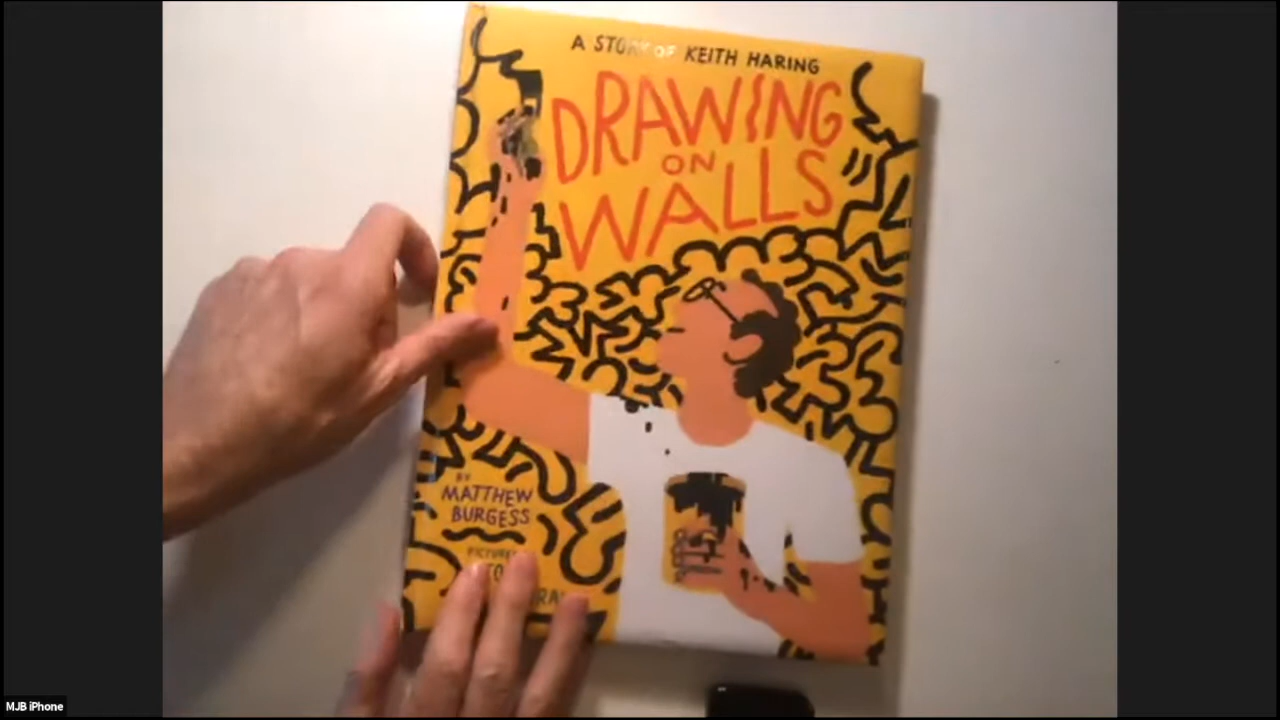 A STORY OF KEITH HARING
DRAWING
ON
WALLS
BY
MATTHEW
BURGESS
MJB iPhone